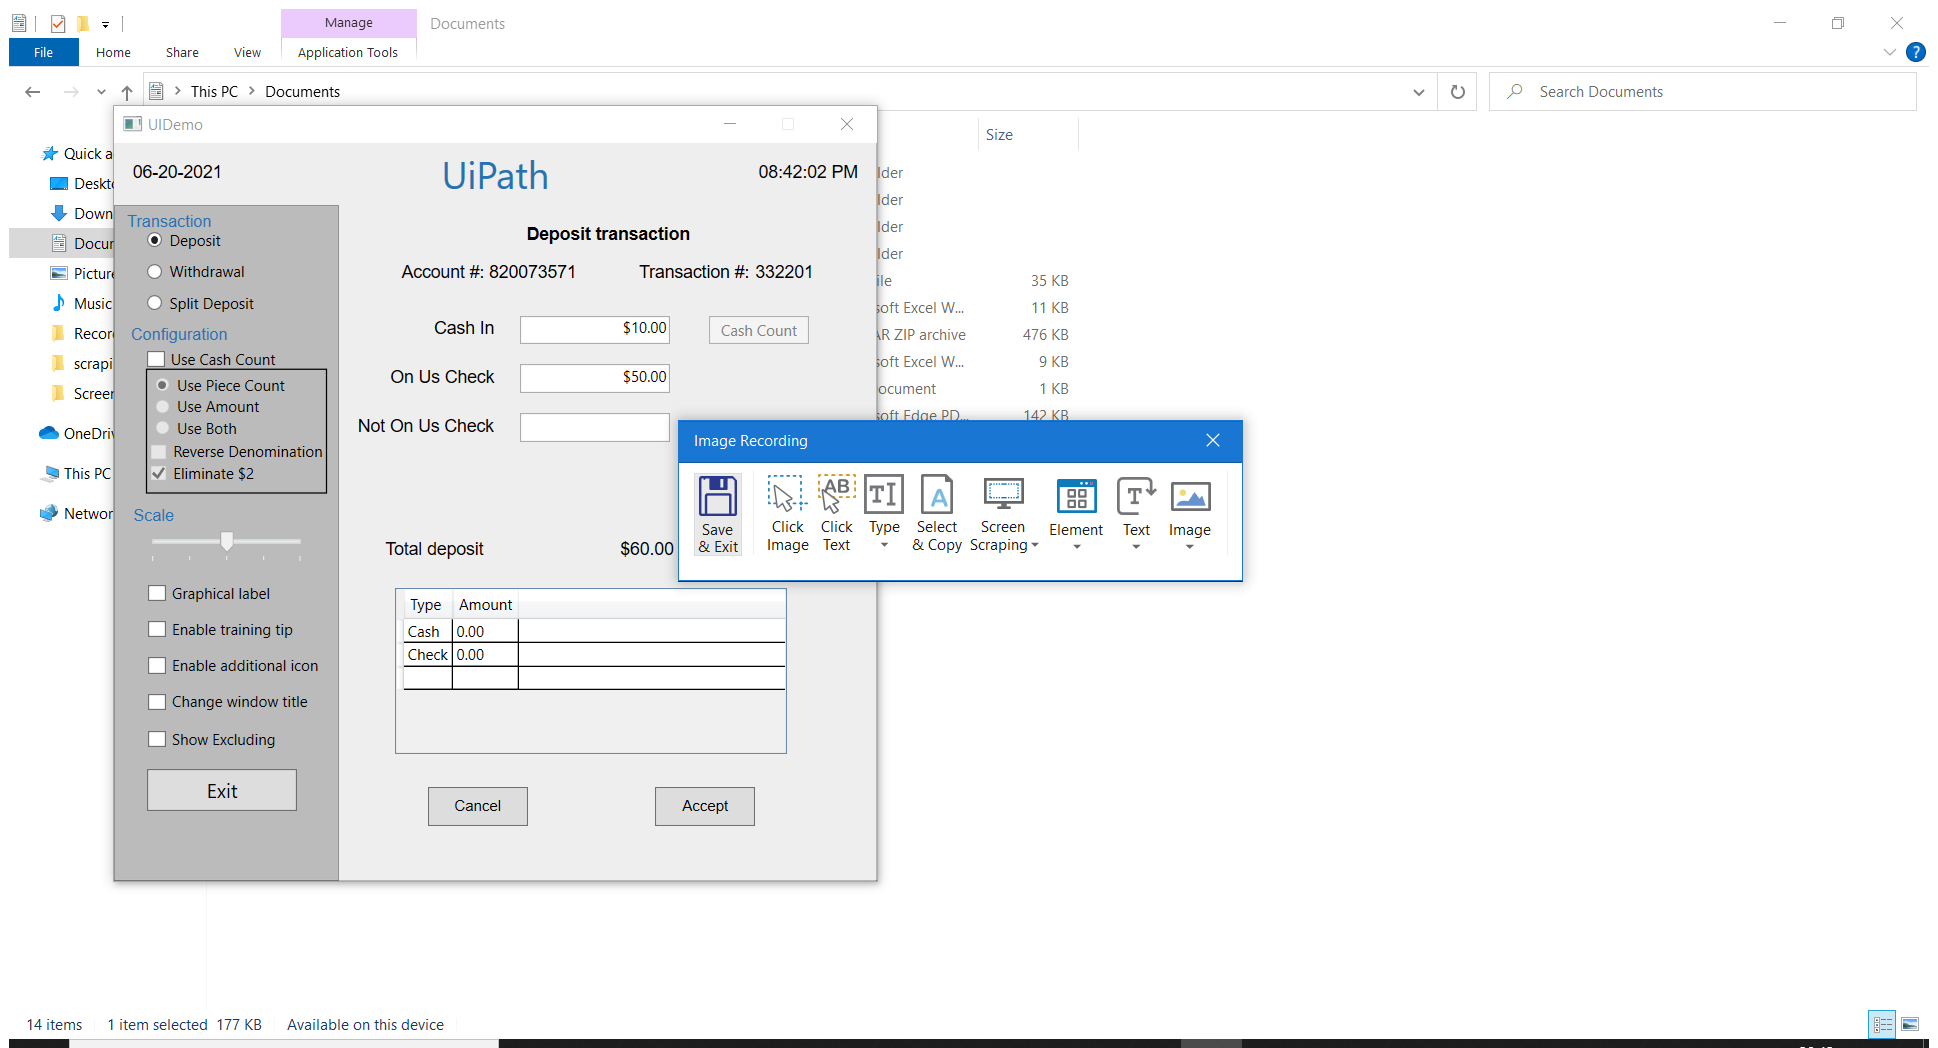 Manage
Documents
File
Home
Share
View
Application Tools
This PC
Documents
Search Documents
UIDemo
Size
06-20-2021
UiPath
08:42:02 PM
Quick a
Deskt
Down
Docu
Picture
Music
Recor
scrapi
Screer
OneDri
This PC
Networ
Transaction
Deposit
Withdrawal
Split Deposit
Configuration
Use Cash Count
Use Piece Count
Use Amount
Use Both
Reverse Denomination
Eliminate $2
Scale
Graphical label
Enable training tip
Enable additional icon
Change window title
Show Excluding
Exit
Deposit transaction
Account #: 820073571
Transaction #: 332201
Cash In
$10.00
Cash Count
On Us Check
$50.00
Not On Us Check
Total deposit
$60.00
Type Amount
Cash 0.00
Check 0.00
Cancel
Accept
lder
lder
lder
lder
ile 35 KB
soft Excel W... 11 KB
AR ZIP archive 476 KB
soft Excel W... 9 KB
ocument 1 KB
soft Edge PD... 142 KB
Image Recording
Save
& Exit
Click
Image
Click
Text
Type
Select
& Copy
Screen
Scraping
Element
Text
Image
14 items
1 item selected 177 KB
Available on this device